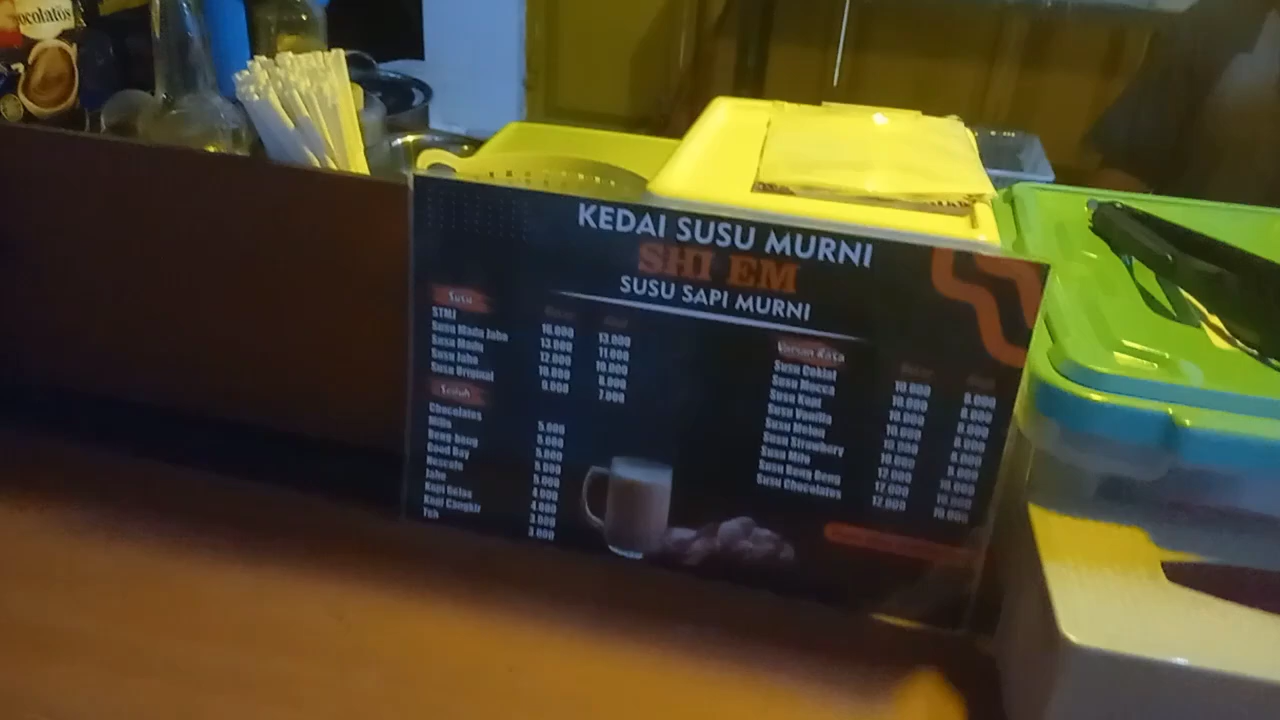 ocolatos
KEDAI SUSU MURNI
SHI EM
SUSU SAPI MURNI
Susu
STMJ 16.000 13.000
Susu Madu Jahe 13.000 11.000
Susu Madu 12.000 10.000
Susu Jahe 10.000 8.000
Susu Original 9.000 7.000
Chocolatos 5.000
Milo 5.000
Beng-beng 5.000
Good Day 5.000
Nescafe 5.000
Jahe 4.000
Kopi Gelas 4.000
Kopi Cangkir 3.000
Teh 3.000
Varian Rasa
Susu Coklat 10.000 8.000
Susu Mocca 10.000 8.000
Susu Kopi 10.000 8.000
Susu Vanilla 10.000 8.000
Susu Melon 10.000 8.000
Susu Strawbery 10.000 8.000
Susu Milo 12.000 10.000
Susu Beng Beng 12.000 10.000
Susu Chocolatos 12.000 10.000